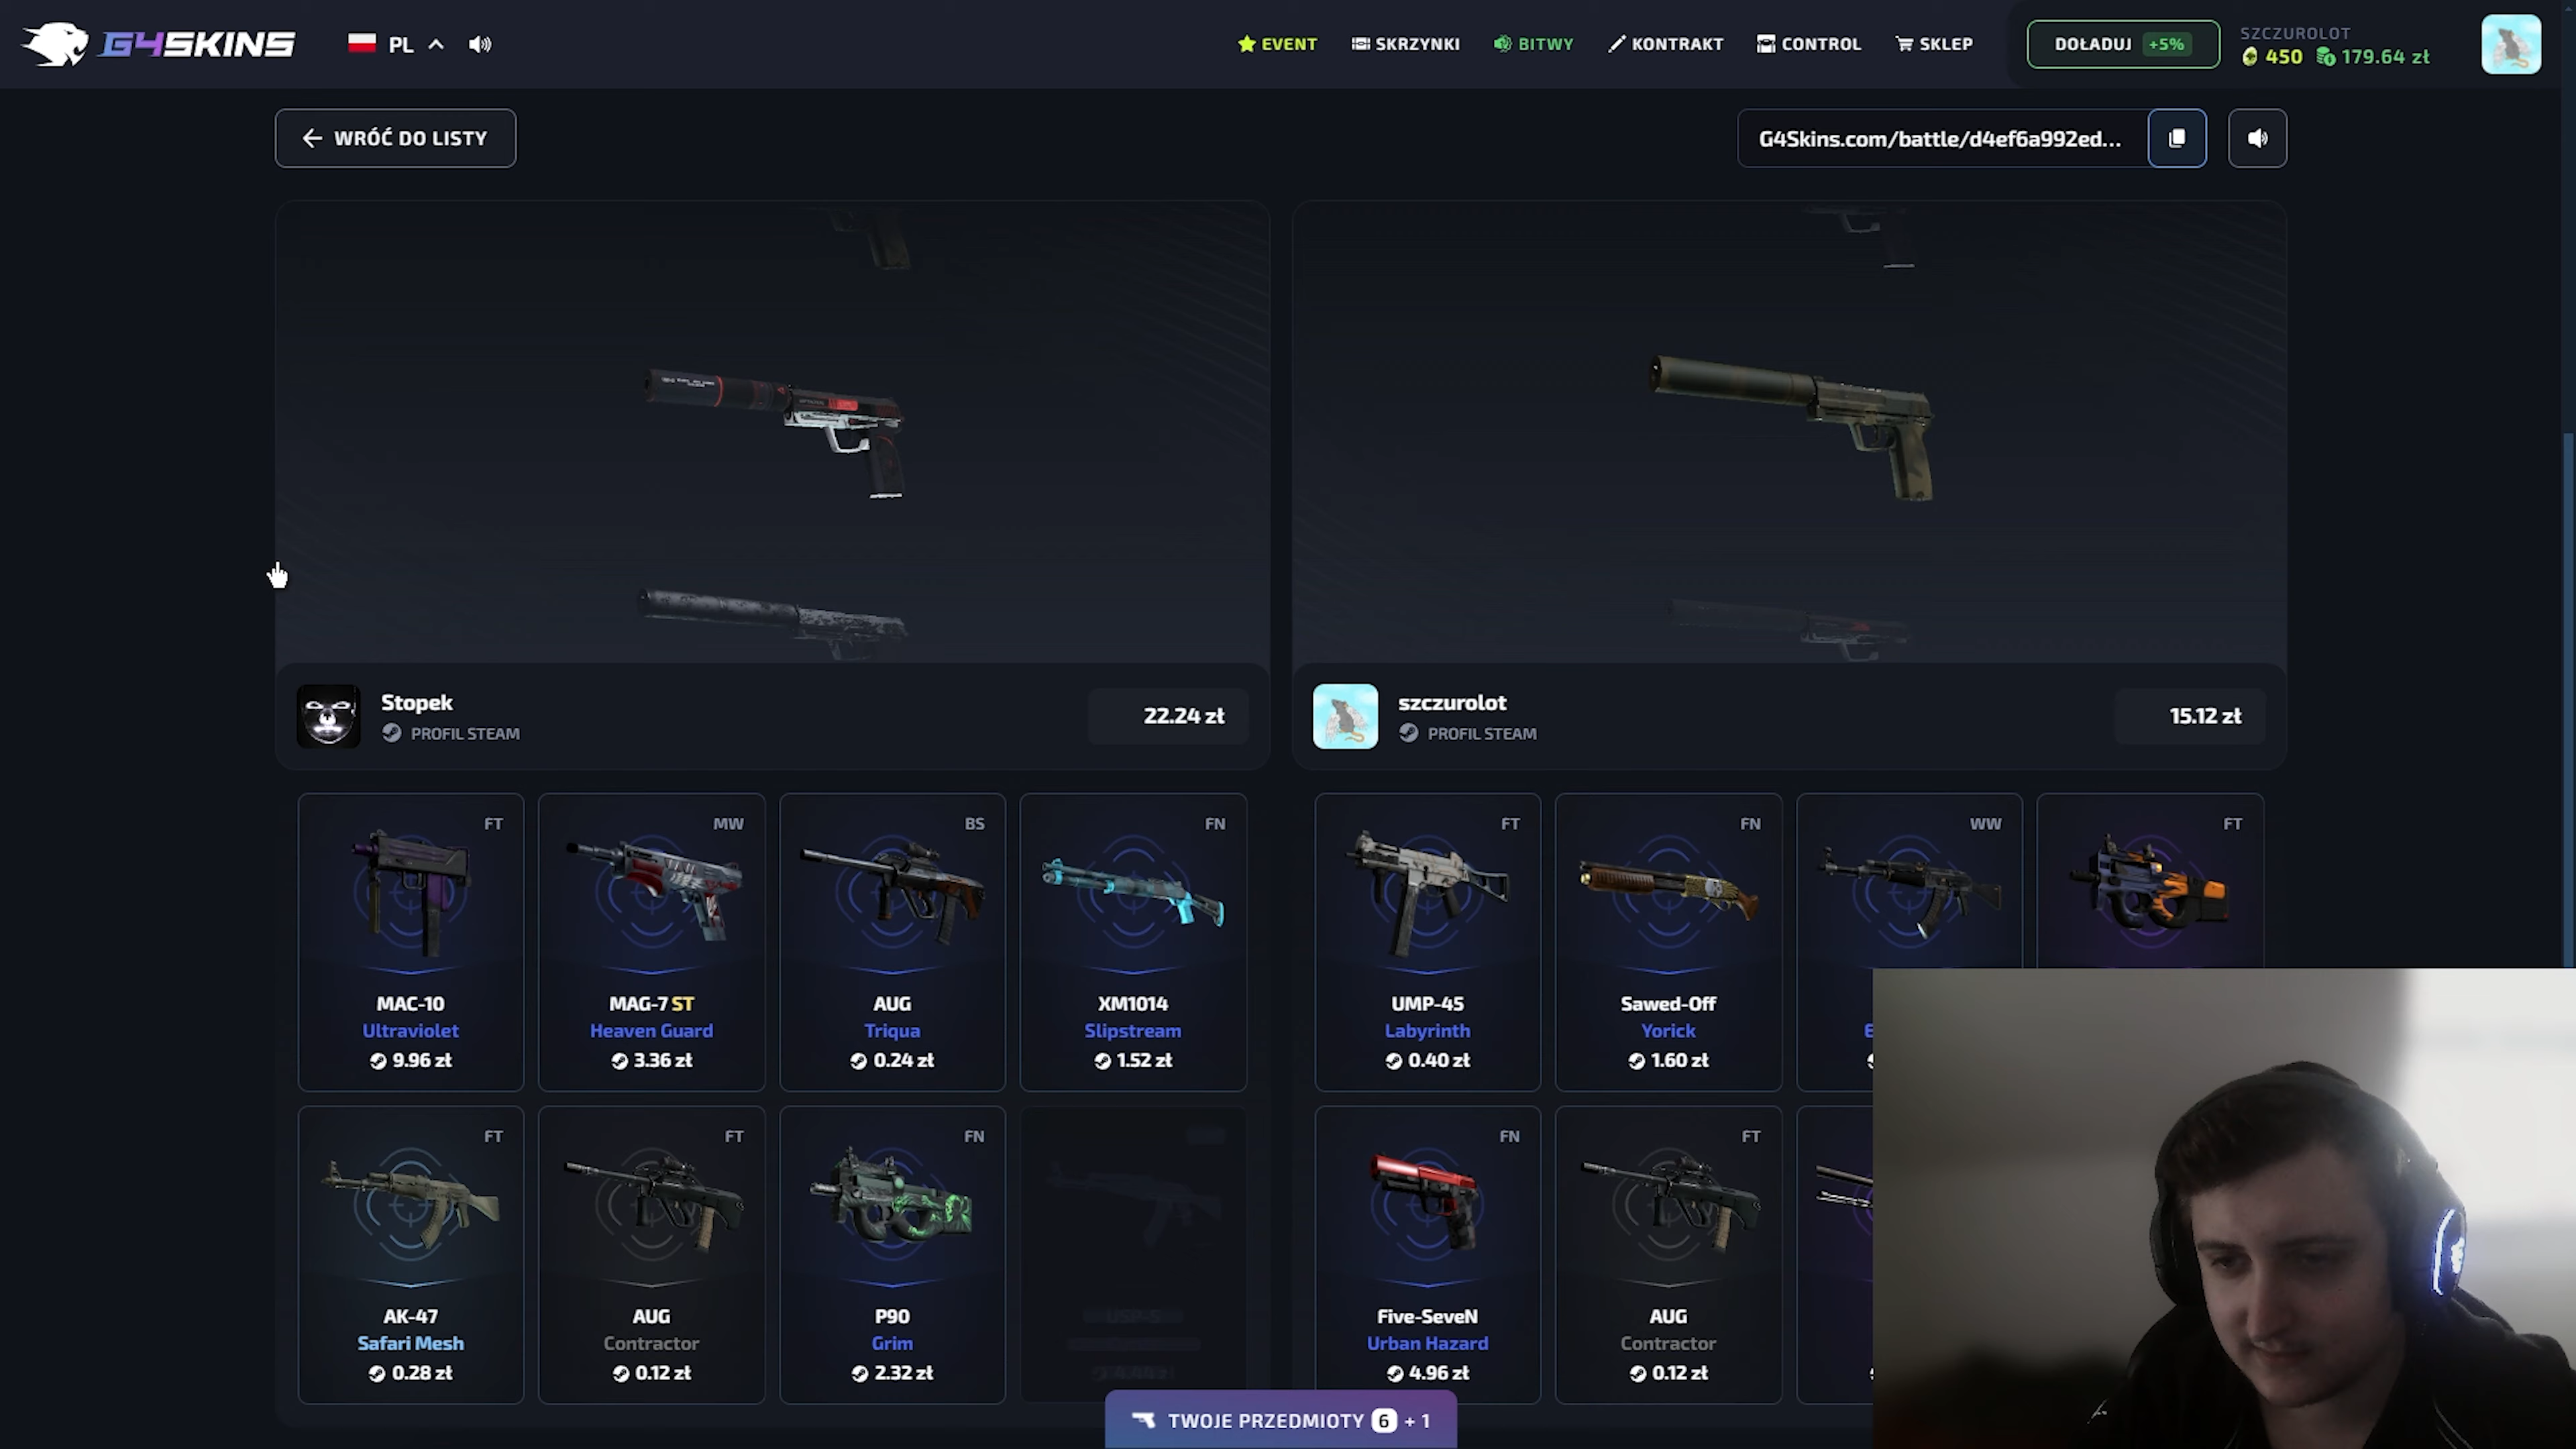 G4SKINS
PL
EVENT
SKRZYNKI
BITWY
KONTRAKT
CONTROL
SKLEP
DOŁADUJ +5%
SZCZUROLOT
450 179.64 zł
WRÓĆ DO LISTY
G4Skins.com/battle/d4ef6a992ed...
Stopek
PROFIL STEAM
22.24 zł
szczurolot
PROFIL STEAM
15.12 zł
FT
MAC-10
Ultraviolet
9.96 zł
MW
MAG-7 ST
Heaven Guard
3.36 zł
BS
AUG
Triqua
0.24 zł
FN
XM1014
Slipstream
1.52 zł
FT
UMP-45
Labyrinth
0.40 zł
FN
Sawed-Off
Yorick
1.60 zł
WW
FT
FT
AK-47
Safari Mesh
0.28 zł
FT
AUG
Contractor
0.12 zł
FN
P90
Grim
2.32 zł
USP-S
FN
Five-SeveN
Urban Hazard
4.96 zł
FT
AUG
Contractor
0.12 zł
TWOJE PRZEDMIOTY 6 + 1